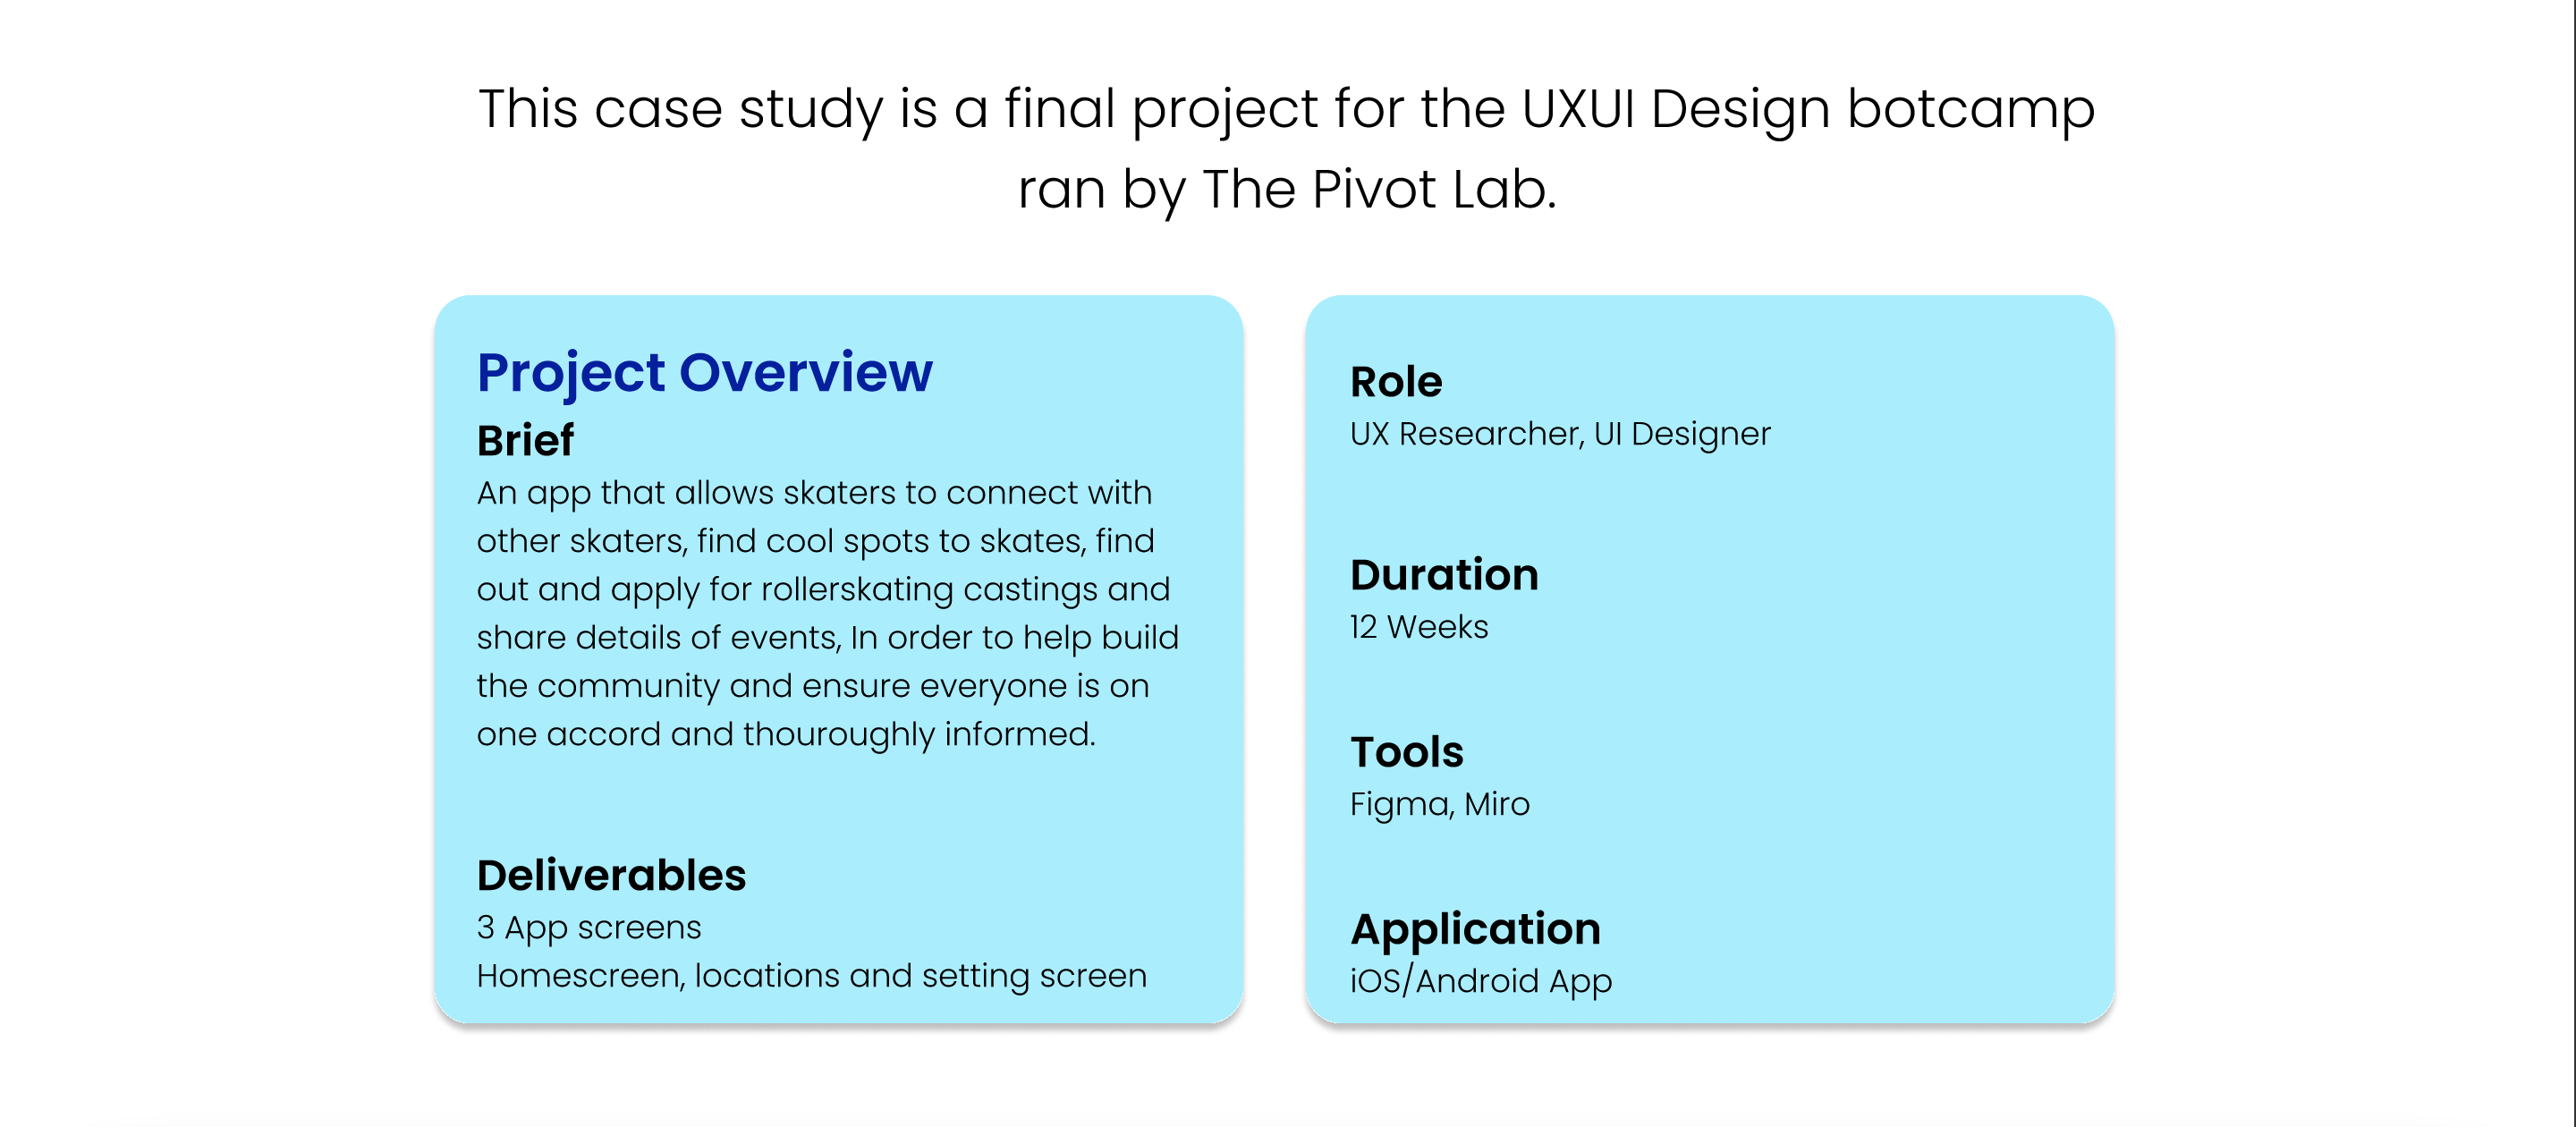 This case study is a final project for the UXUI Design botcamp
ran by The Pivot Lab.
Project Overview
Brief
An app that allows skaters to connect with
other skaters, find cool spots to skates, find
out and apply for rollerskating castings and
share details of events, In order to help build
the community and ensure everyone is on
one accord and thouroughly informed.
Deliverables
3 App screens
Homescreen, locations and setting screen
Role
UX Researcher, UI Designer
Duration
12 Weeks
Tools
Figma, Miro
Application
iOS/Android App